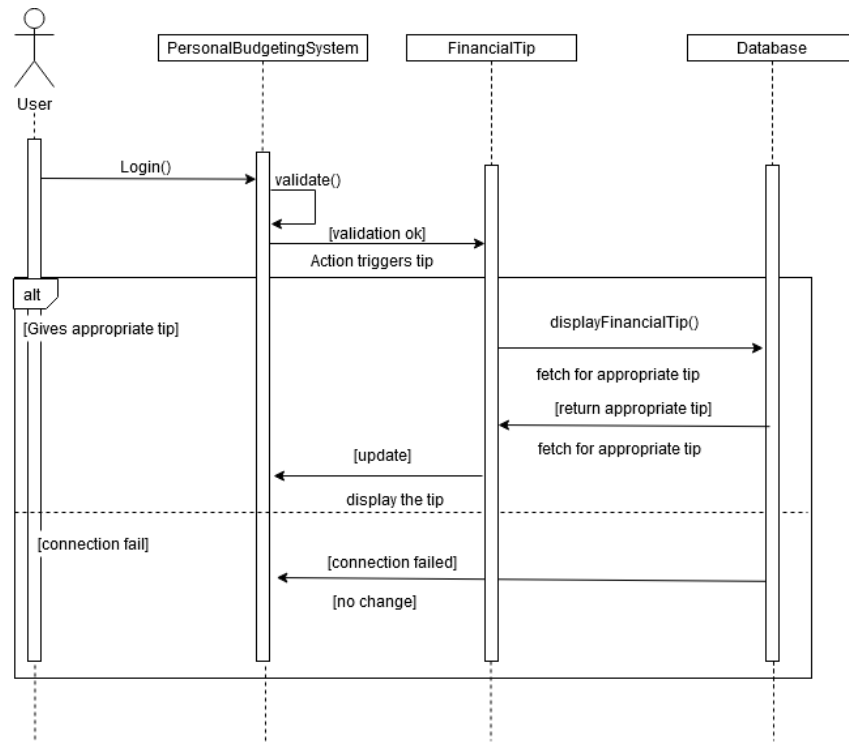 PersonalBudgetingSystem
FinancialTip
Database
User
Login()
validate()
[validation ok]
Action triggers tip
alt
[Gives appropriate tip]
displayFinancialTip()
fetch for appropriate tip
[return appropriate tip]
fetch for appropriate tip
[update]
display the tip
[connection fail]
[connection failed]
[no change]